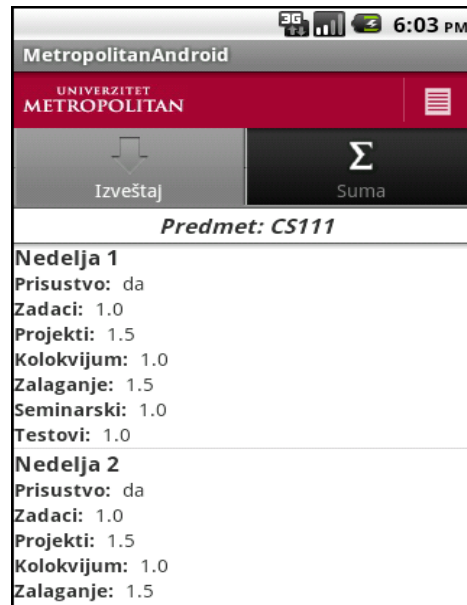 3G 6:03 PM
MetropolitanAndroid
UNIVERZITET
METROPOLITAN
Izveštaj Σ Suma
Predmet: CS111
Nedelja 1
Prisustvo: da
Zadaci: 1.0
Projekti: 1.5
Kolokvijum: 1.0
Zalaganje: 1.5
Seminarski: 1.0
Testovi: 1.0
Nedelja 2
Prisustvo: da
Zadaci: 1.0
Projekti: 1.5
Kolokvijum: 1.0
Zalaganje: 1.5